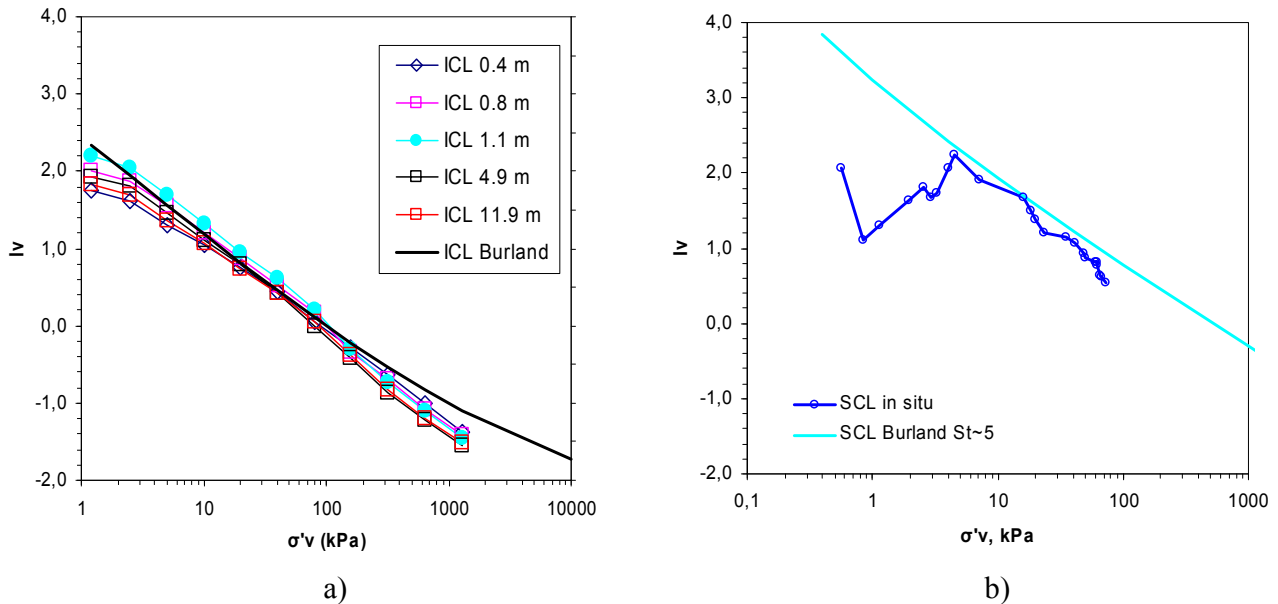 4,0
3,0
2,0
1,0
0,0
-1,0
-2,0
Iv
ICL 0.4 m
ICL 0.8 m
ICL 1.1 m
ICL 4.9 m
ICL 11.9 m
ICL Burland
1 10 100 1000 10000
σ'v (kPa)
a)
4,0
3,0
2,0
1,0
0,0
-1,0
-2,0
Iv
SCL in situ
SCL Burland St~5
0,1 1 10 100 1000
σ'v, kPa
b)